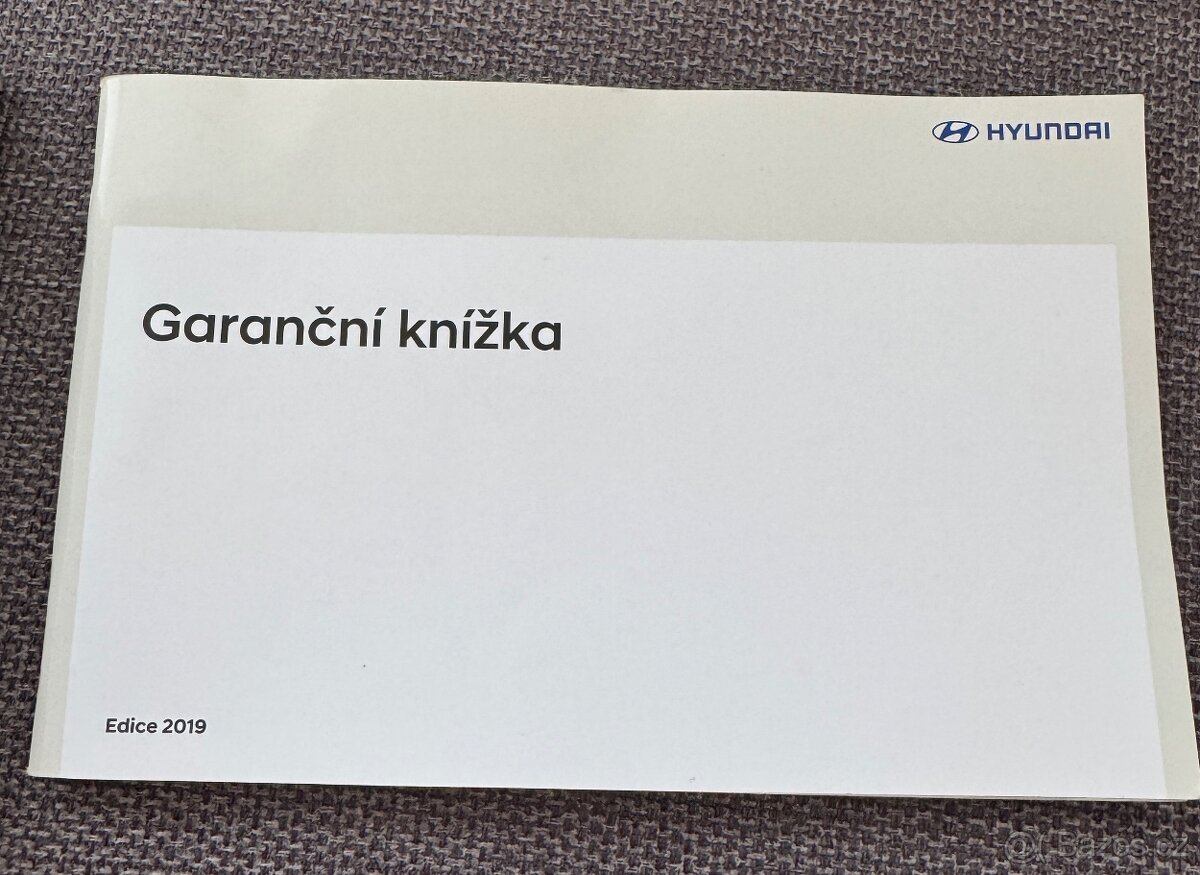 HYUNDAI
Garanční knížka
Edice 2019
@( Bazos.cz